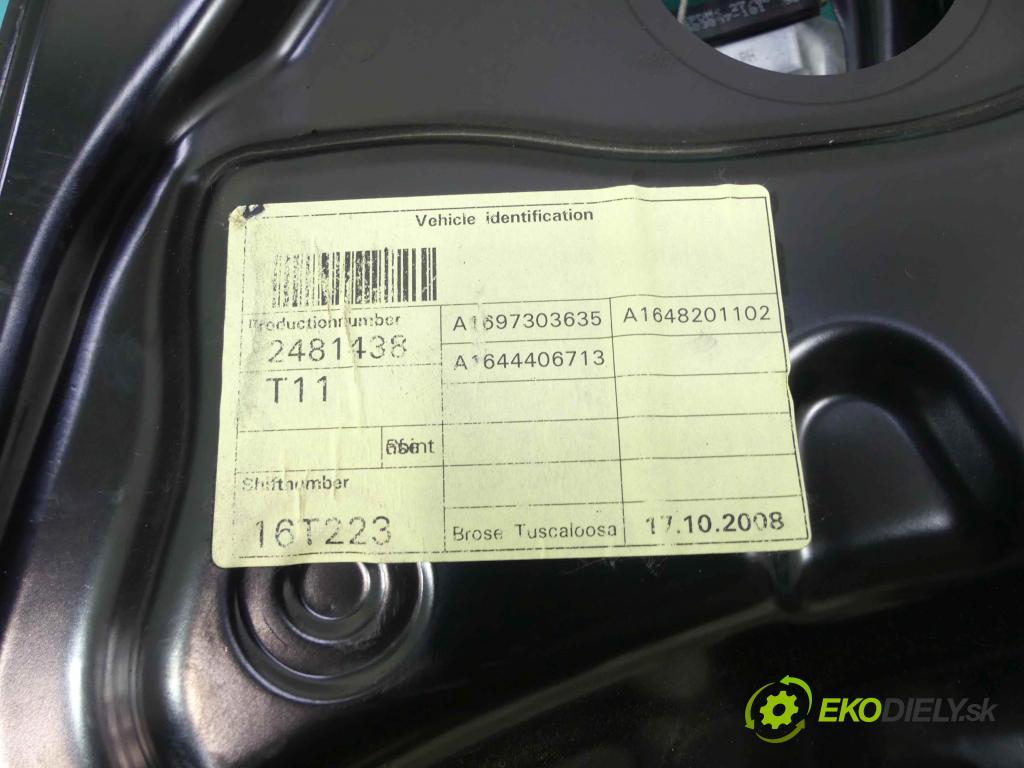 Vehicle identification
Productionnumber
2481438
T11
A1697303635
A1648201102
A1644406713
Shiftnumber
16T223
Brose Tuscaloosa
17.10.2008
EKODIELY.sk